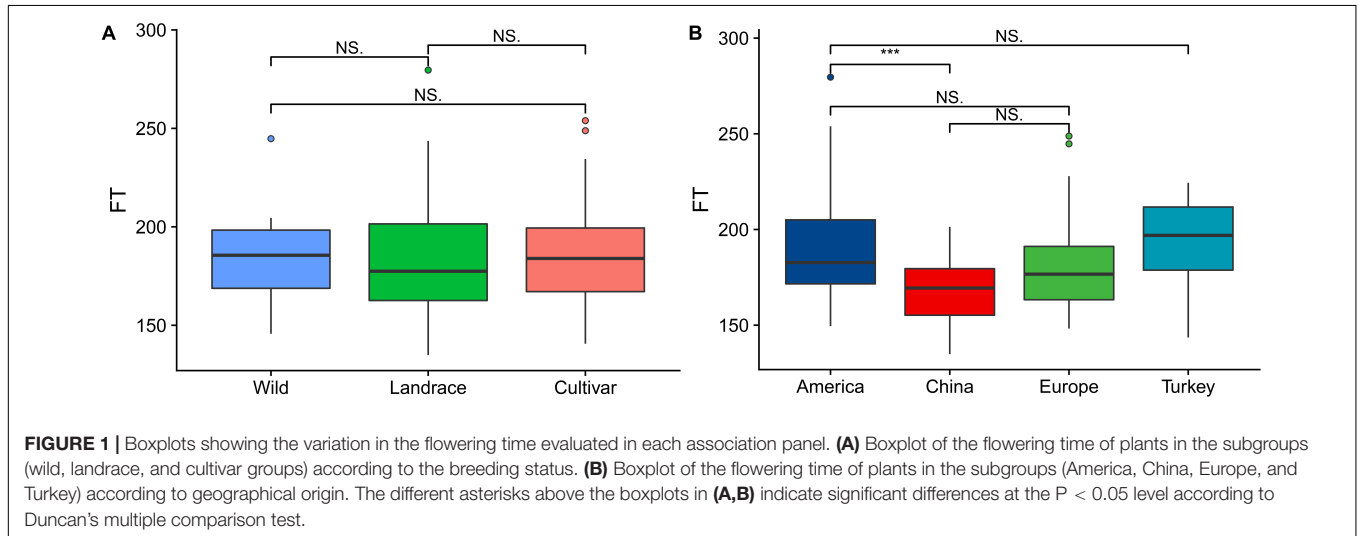 A
B
300
250
200
150
FT
NS.
NS.
NS.
Wild
Landrace
Cultivar
300
250
200
150
FT
NS.
***
NS.
NS.
America
China
Europe
Turkey
FIGURE 1 | Boxplots showing the variation in the flowering time evaluated in each association panel. (A) Boxplot of the flowering time of plants in the subgroups
(wild, landrace, and cultivar groups) according to the breeding status. (B) Boxplot of the flowering time of plants in the subgroups (America, China, Europe, and
Turkey) according to geographical origin. The different asterisks above the boxplots in (A,B) indicate significant differences at the P < 0.05 level according to
Duncan's multiple comparison test.